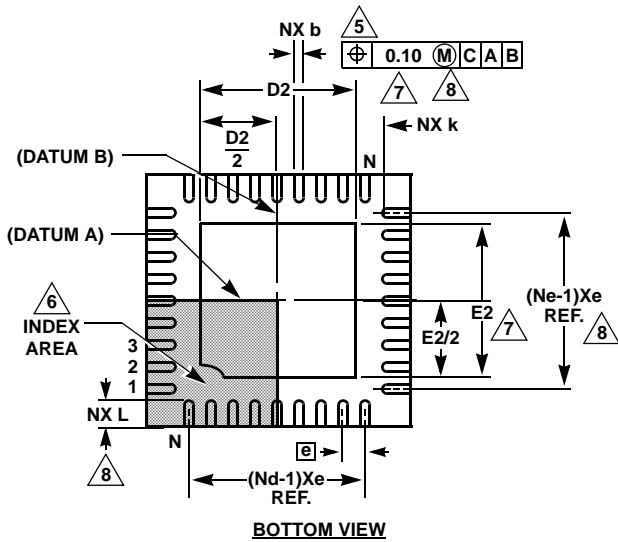 NX b
5
⌖ 0.10 Ⓜ C A B
7 8
D2
D2
2
NX k
(DATUM B)
N
(DATUM A)
6
INDEX
AREA
(Ne-1)Xe
REF.
8
E2
7
E2/2
3
2
1
NX L
8
N
e
(Nd-1)Xe
REF.
BOTTOM VIEW